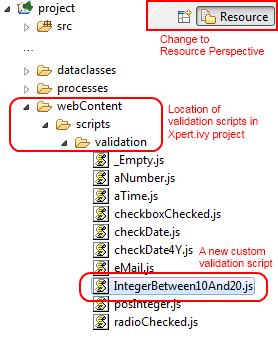 project
Resource
src
Change to
Resource Perspective
...
dataclasses
processes
webContent
scripts
validation
Location of
validation scripts in
Xpert.ivy project
_Empty.js
aNumber.js
aTime.js
checkboxChecked.js
checkDate.js
checkDate4Y.js
eMail.js
A new custom
validation script
IntegerBetween10And20.js
posInteger.js
radioChecked.js